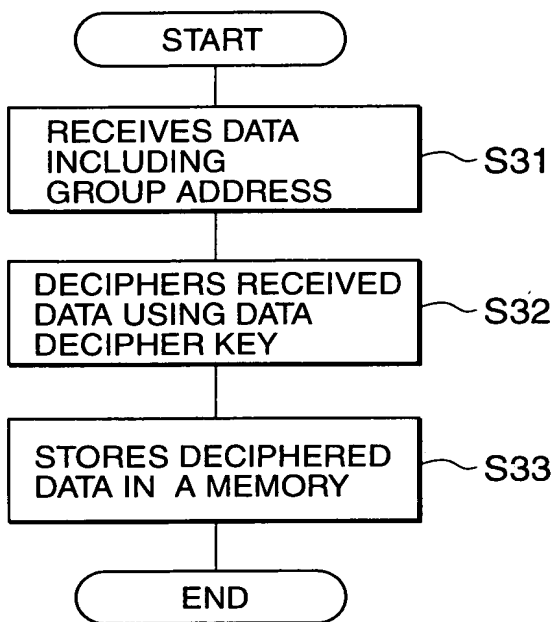 START
RECEIVES DATA
INCLUDING
GROUP ADDRESS
S31
DECIPHERS RECEIVED
DATA USING DATA
DECIPHER KEY
S32
STORES DECIPHERED
DATA IN A MEMORY
S33
END